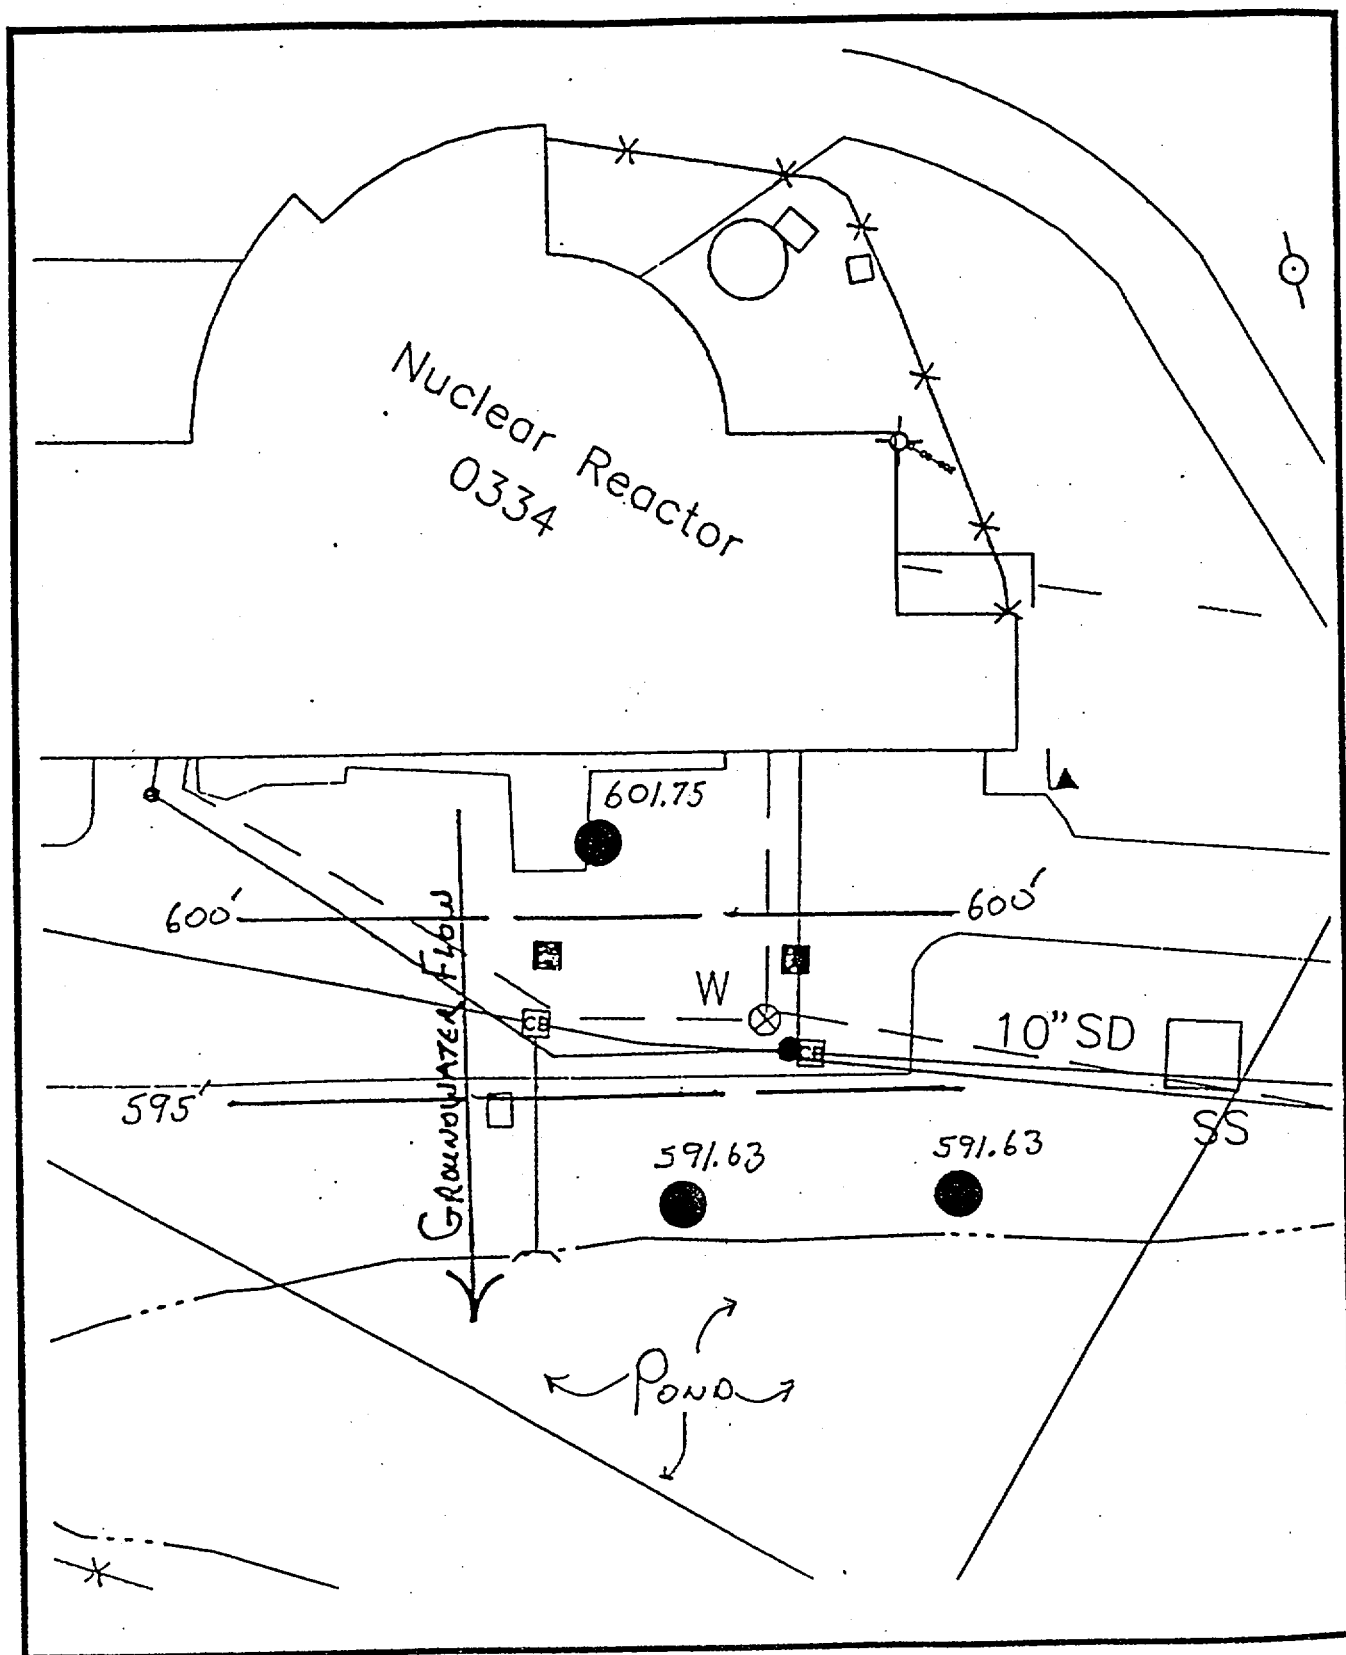 Nuclear Reactor
0334
601.75
600'
600'
GROUNDWATER FLOW
W
CB
CB
10"SD
595'
SS
591.63
591.63
POND